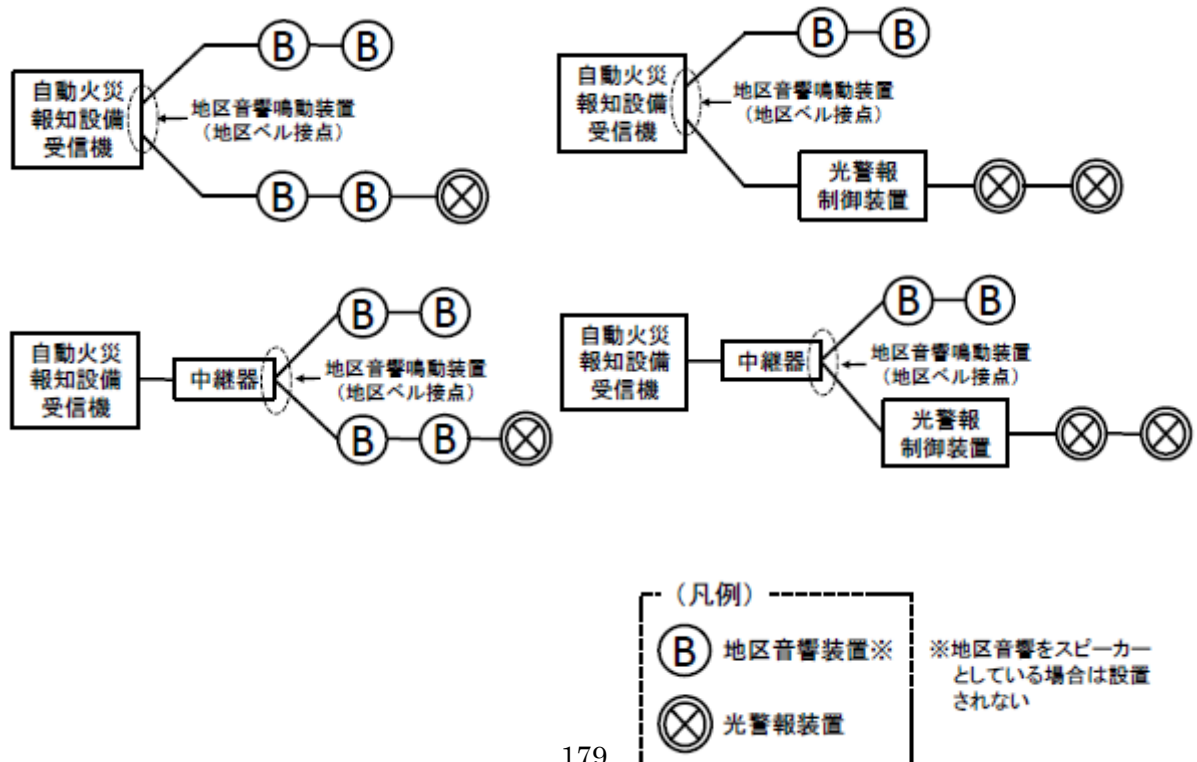 B
B
自動火災
報知設備
受信機
地区音響鳴動装置
（地区ベル接点）
B
B
B
B
自動火災
報知設備
受信機
地区音響鳴動装置
（地区ベル接点）
光警報
制御装置
B
B
自動火災
報知設備
受信機
中継器
地区音響鳴動装置
（地区ベル接点）
B
B
B
B
自動火災
報知設備
受信機
中継器
地区音響鳴動装置
（地区ベル接点）
光警報
制御装置
（凡例）
B 地区音響装置※
光警報装置
※地区音響をスピーカー
としている場合は設置
されない
179